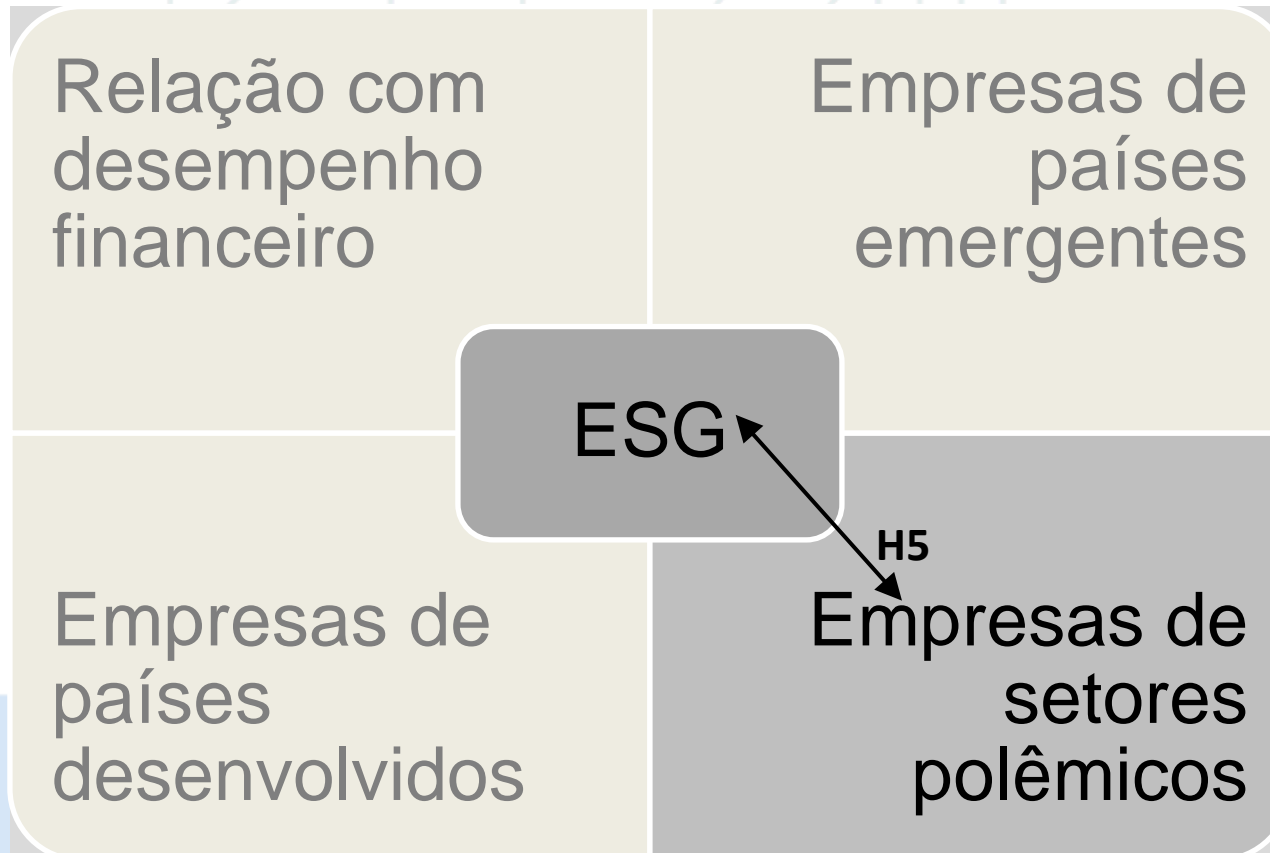 Relação com
desempenho
financeiro
Empresas de
países
emergentes
ESG
H5
Empresas de
países
desenvolvidos
Empresas de
setores
polêmicos